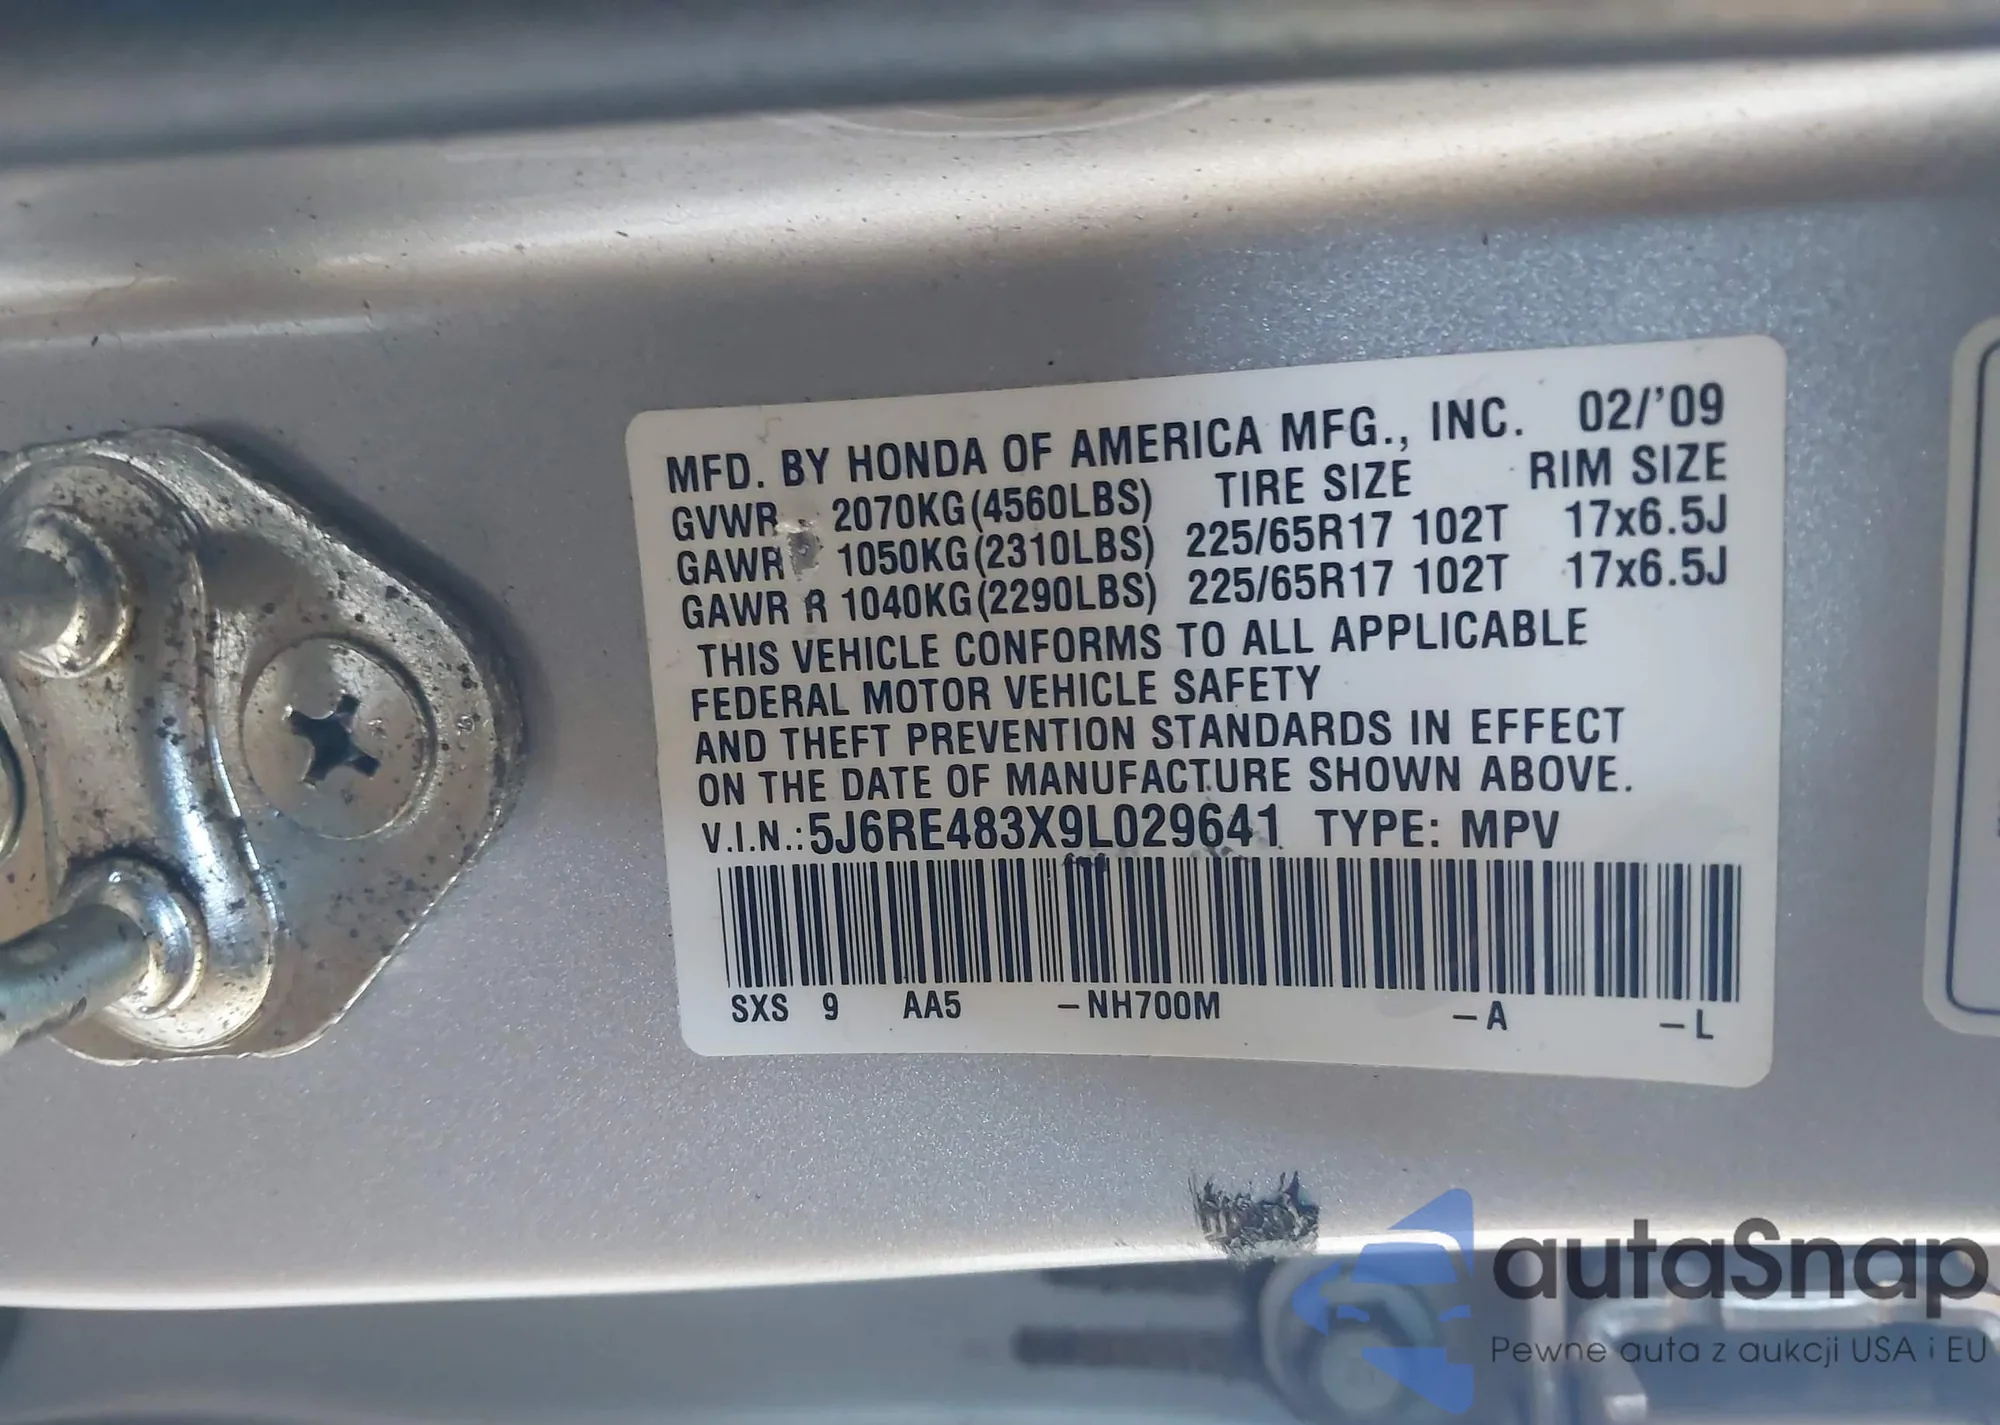 MFD. BY HONDA OF AMERICA MFG., INC. 02/'09
GVWR 2070KG(4560LBS) TIRE SIZE RIM SIZE
GAWR 1050KG(2310LBS) 225/65R17 102T 17x6.5J
GAWR R 1040KG(2290LBS) 225/65R17 102T 17x6.5J
THIS VEHICLE CONFORMS TO ALL APPLICABLE
FEDERAL MOTOR VEHICLE SAFETY
AND THEFT PREVENTION STANDARDS IN EFFECT
ON THE DATE OF MANUFACTURE SHOWN ABOVE.
V.I.N.: 5J6RE483X9L029641 TYPE: MPV
SXS 9 AA5 -NH700M -A -L
autaSnap
Pewne auta z aukcji USA i EU